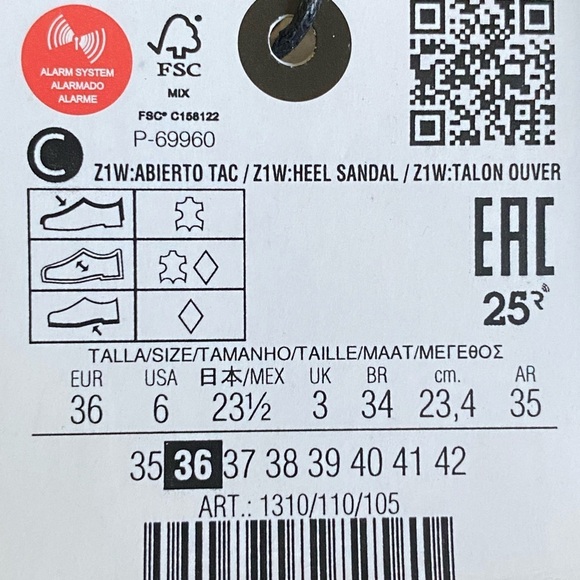 ALARM SYSTEM
ALARMADO
ALARME
FSC
MIX
FSC® C158122
P-69960
C
Z1W:ABIERTO TAC / Z1W:HEEL SANDAL / Z1W:TALON OUVER
EAC
25R
TALLA/SIZE/TAMANHO/TAILLE/MAAT/ΜΕΓΕΘΟΣ
EUR USA 日本/MEX UK BR cm. AR
36 6 23½ 3 34 23,4 35
35 36 37 38 39 40 41 42
ART.: 1310/110/105